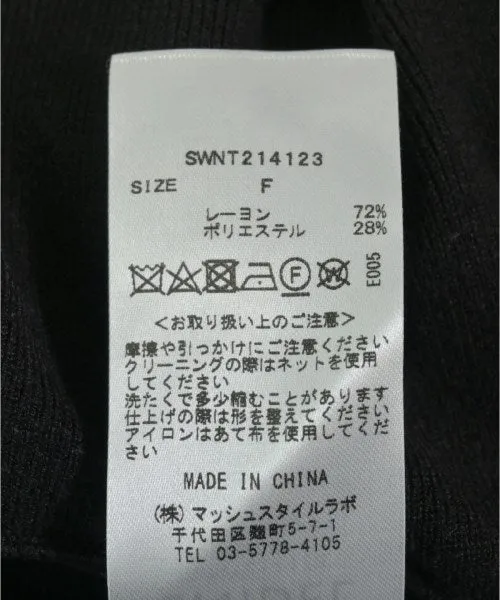 SWNT214123
SIZE F
レーヨン 72%
ポリエステル 28%
F W E005
<お取り扱い上のご注意>
摩擦や引っかけにご注意ください
クリーニングの際はネットを使用
してください
洗たくで多少縮むことがあります
仕上げの際は形を整えてください
アイロンはあて布を使用してくださ
い
MADE IN CHINA
(株)マッシュスタイルラボ
千代田区麹町5-7-1
TEL 03-5778-4105